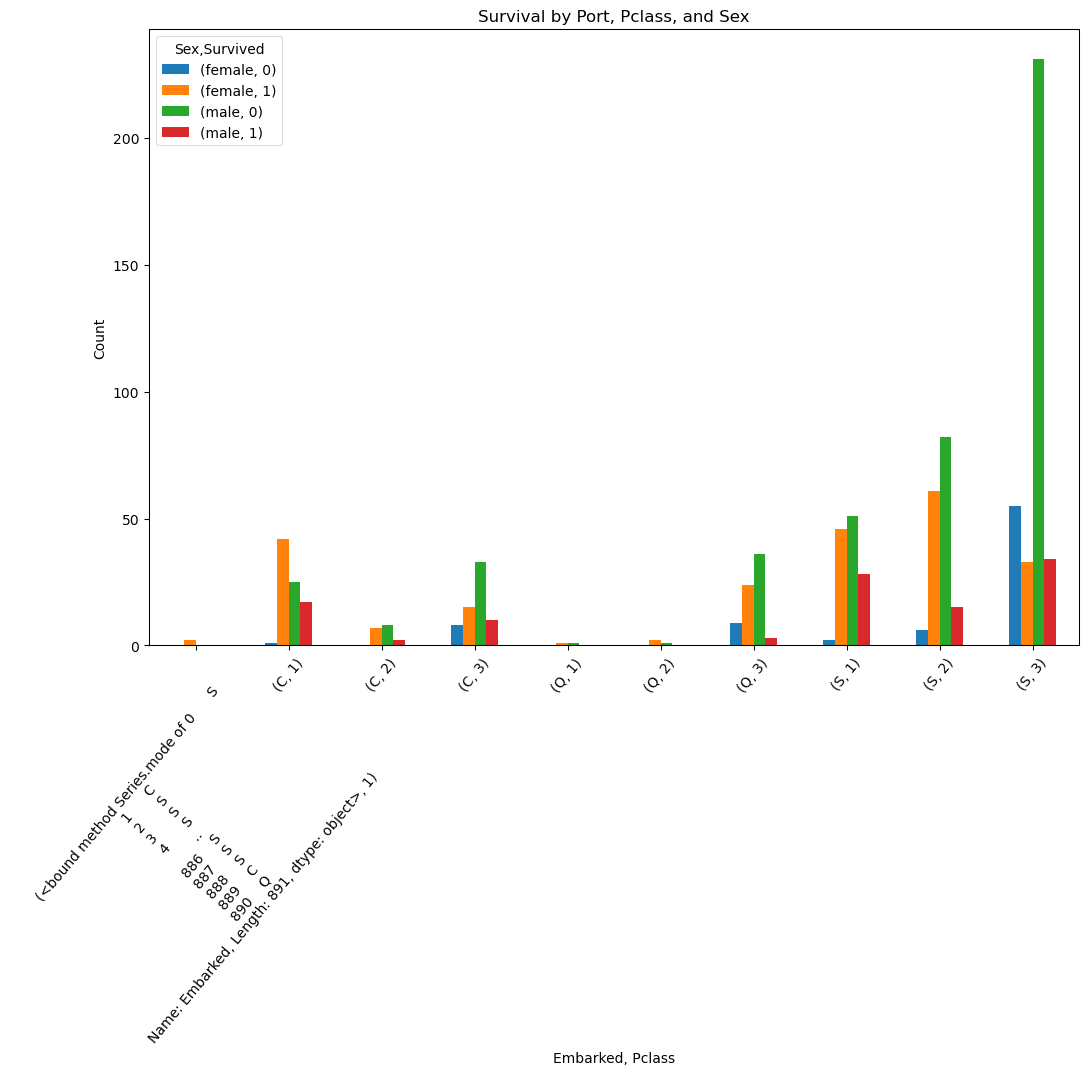 Survival by Port, Pclass, and Sex
Sex,Survived
(female, 0)
(female, 1)
(male, 0)
(male, 1)
Count
200
150
100
50
0
(<bound method Series.mode of 0 S
1 C
2 S
3 S
4 S
..
886 S
887 S
888 S
889 C
890 Q
Name: Embarked, Length: 891, dtype: object>, 1)
(C, 1)
(C, 2)
(C, 3)
(Q, 1)
(Q, 2)
(Q, 3)
(S, 1)
(S, 2)
(S, 3)
Embarked, Pclass